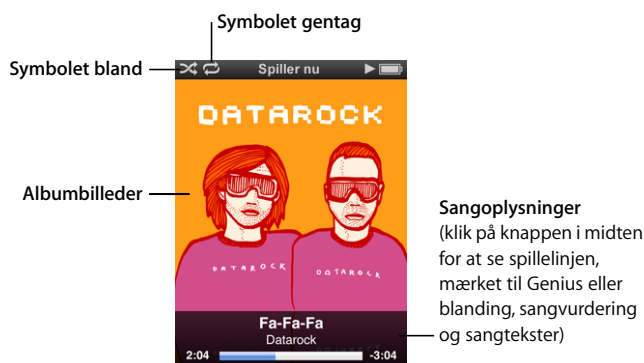 Symbolet gentag
Symbolet bland
Spiller nu
DATAROCK
Albumbilleder
Sangoplysninger
(klik på knappen i midten
for at se spillelinjen,
mærket til Genius eller
blanding, sangvurdering
og sangtekster)
DATAROCK
DATAROCK
Fa-Fa-Fa
Datarock
2:04
-3:04